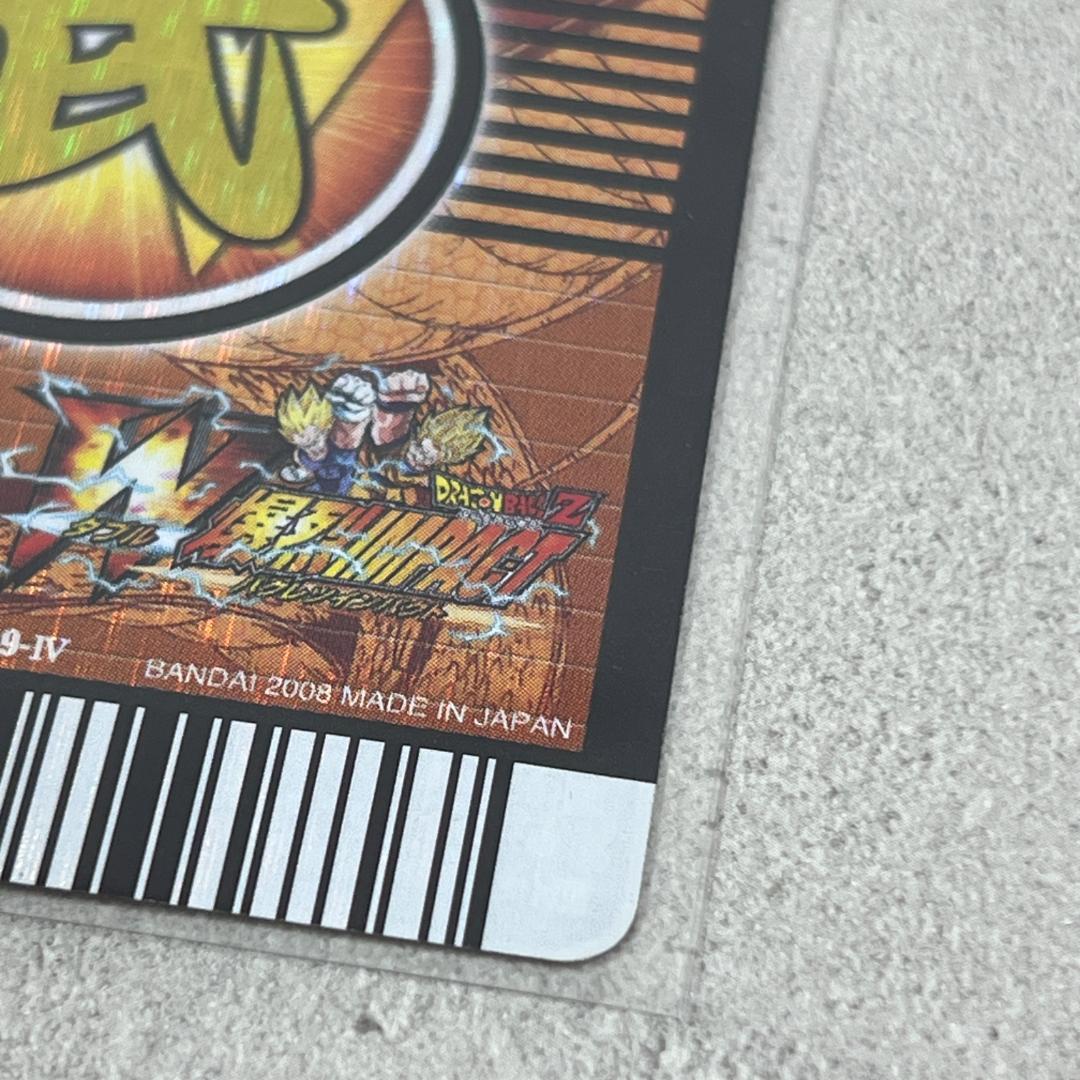 W
ダブル
DRAGON BALL Z
爆烈IMPACT
～バクレツインパクト～
9-IV
BANDAI 2008 MADE IN JAPAN